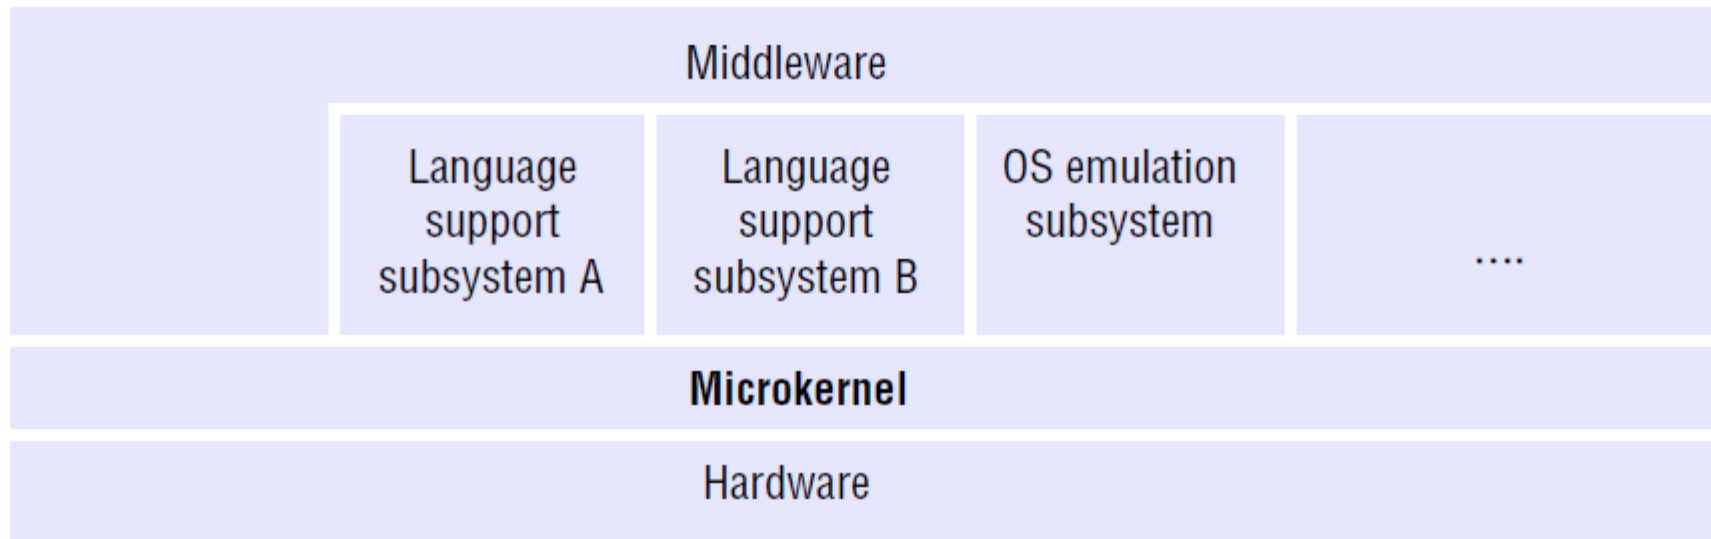 Middleware
Language
support
subsystem A
Language
support
subsystem B
OS emulation
subsystem
....
Microkernel
Hardware